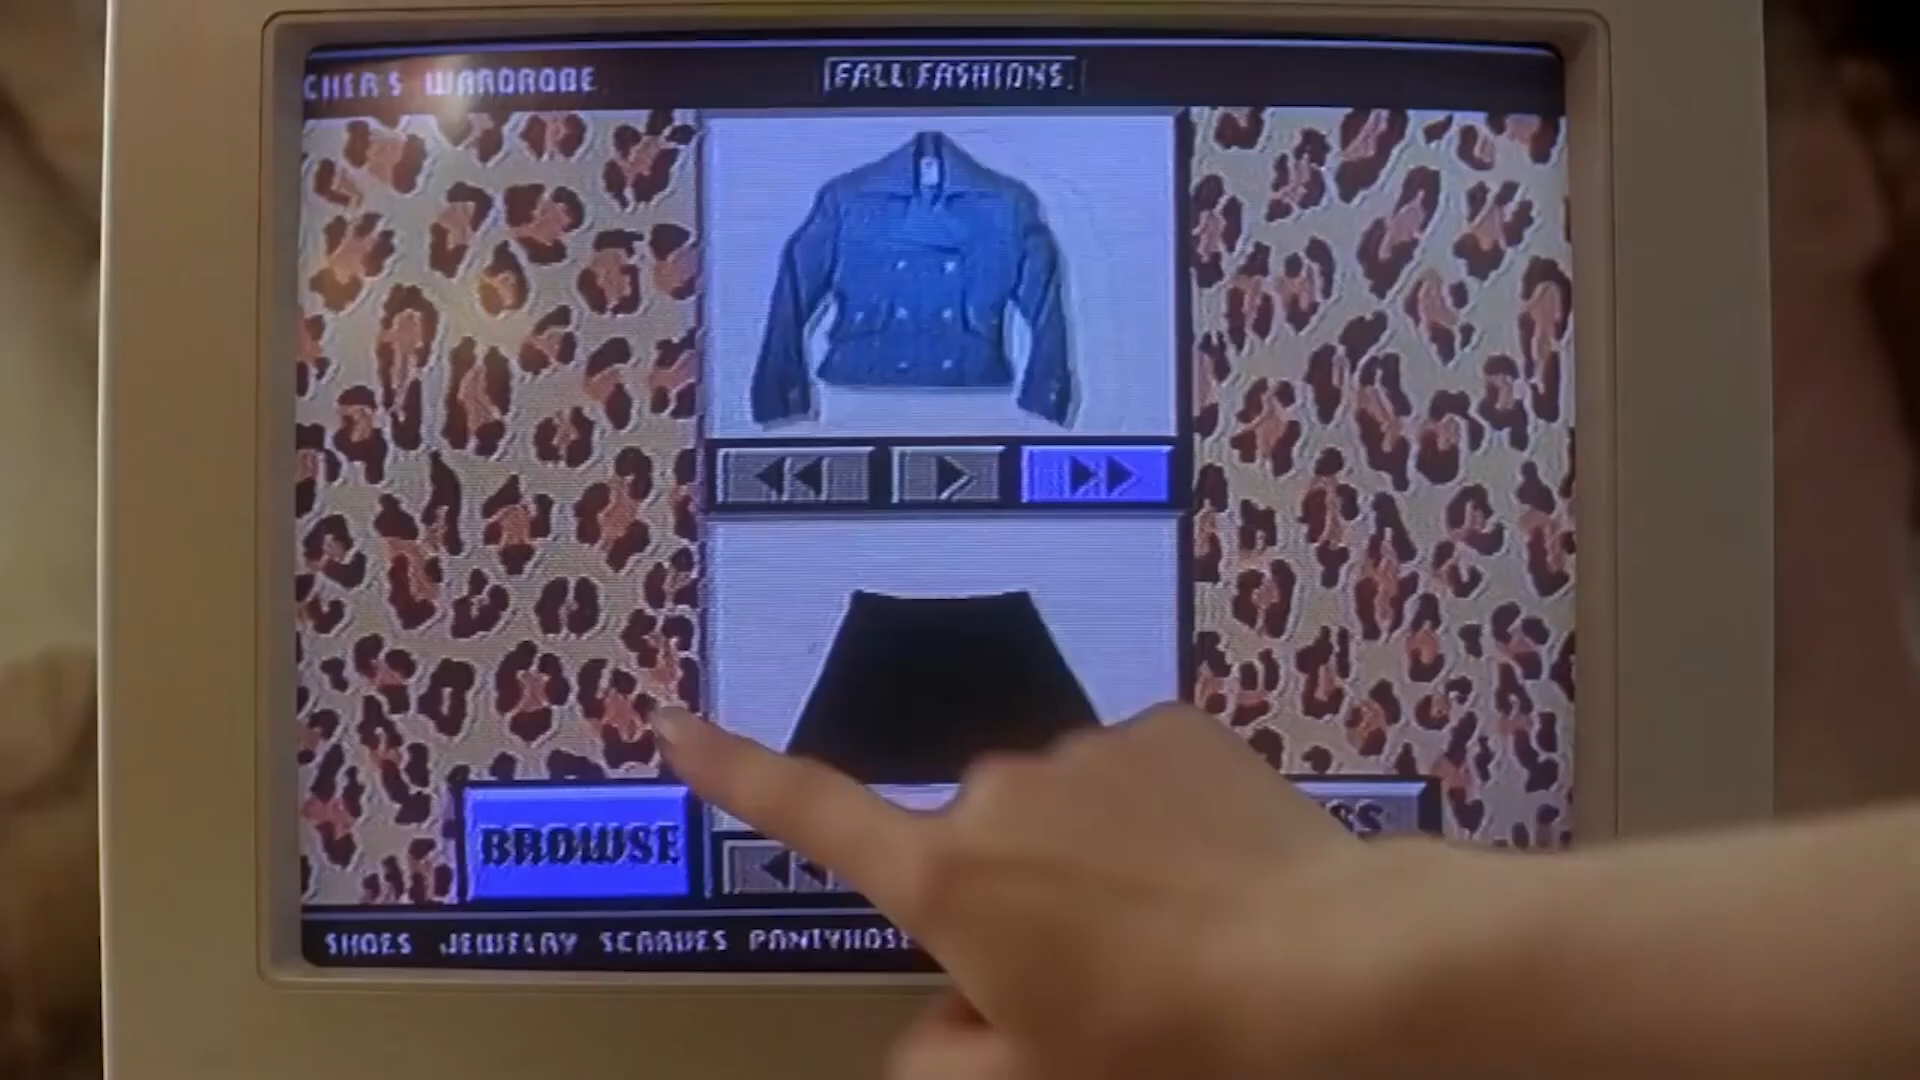 CHER'S WARDROBE
FALL FASHIONS
BROWSE
SHOES JEWELRY SCARVES PANTYHOSE